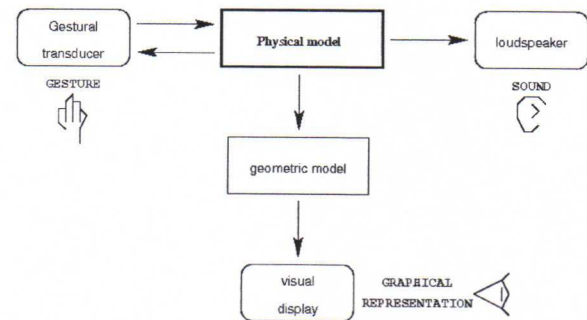 Gestural
transducer
Physical model
loudspeaker
GESTURE
SOUND
geometric model
visual
display
GRAPHICAL
REPRESENTATION